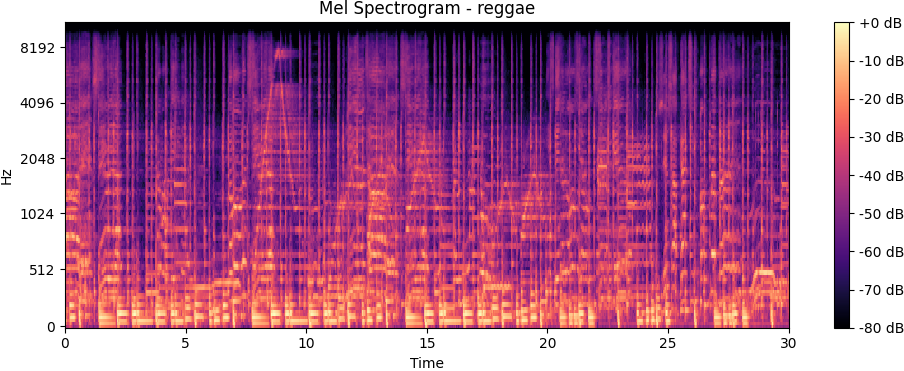 Mel Spectrogram - reggae
Hz
8192
4096
2048
1024
512
0
0 5 10 15 20 25 30
Time
+0 dB
-10 dB
-20 dB
-30 dB
-40 dB
-50 dB
-60 dB
-70 dB
-80 dB